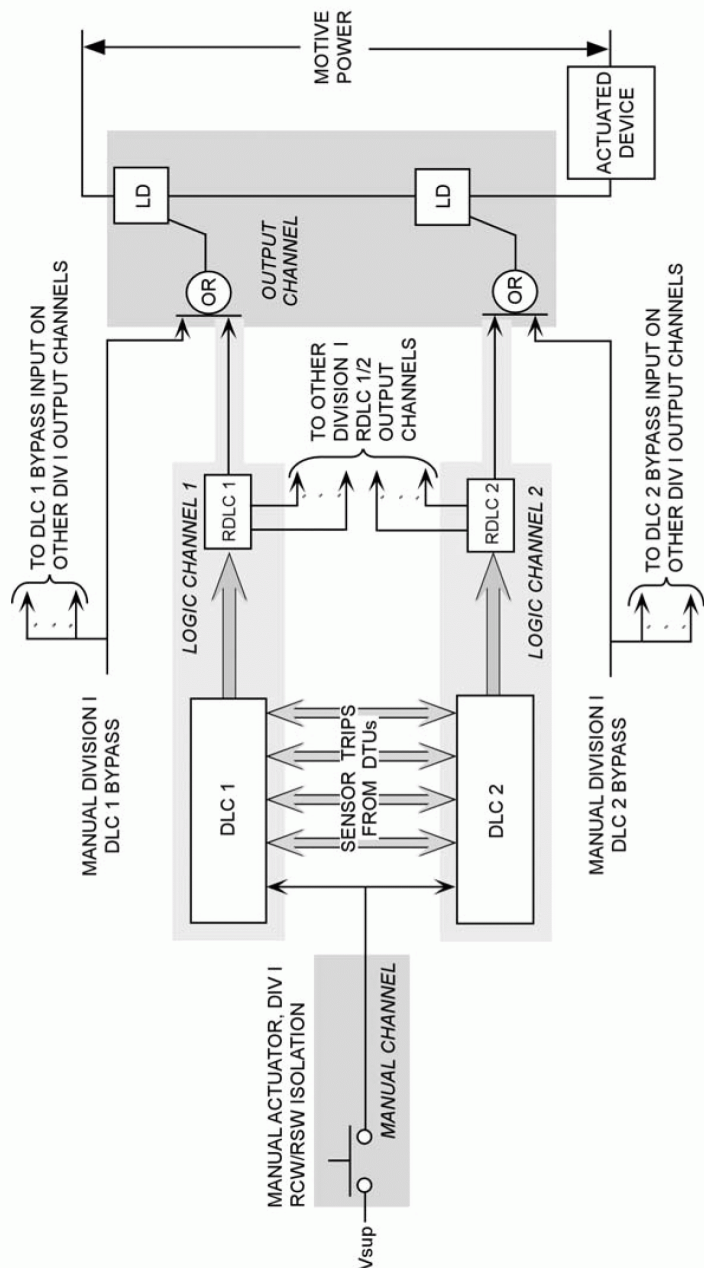 TO DLC 1 BYPASS INPUT ON
OTHER DIV I OUTPUT CHANNELS
MANUAL DIVISION I
DLC 1 BYPASS
MOTIVE
POWER
LOGIC CHANNEL 1
DLC 1
RDLC 1
OR
LD
OUTPUT
CHANNEL
MANUAL ACTUATOR, DIV I
RCW/RSW ISOLATION
Vsup
MANUAL CHANNEL
SENSOR TRIPS
FROM DTUs
TO OTHER
DIVISION I
RDLC 1/2
OUTPUT
CHANNELS
DLC 2
RDLC 2
OR
LD
LOGIC CHANNEL 2
ACTUATED
DEVICE
MANUAL DIVISION I
DLC 2 BYPASS
TO DLC 2 BYPASS INPUT ON
OTHER DIV I OUTPUT CHANNELS